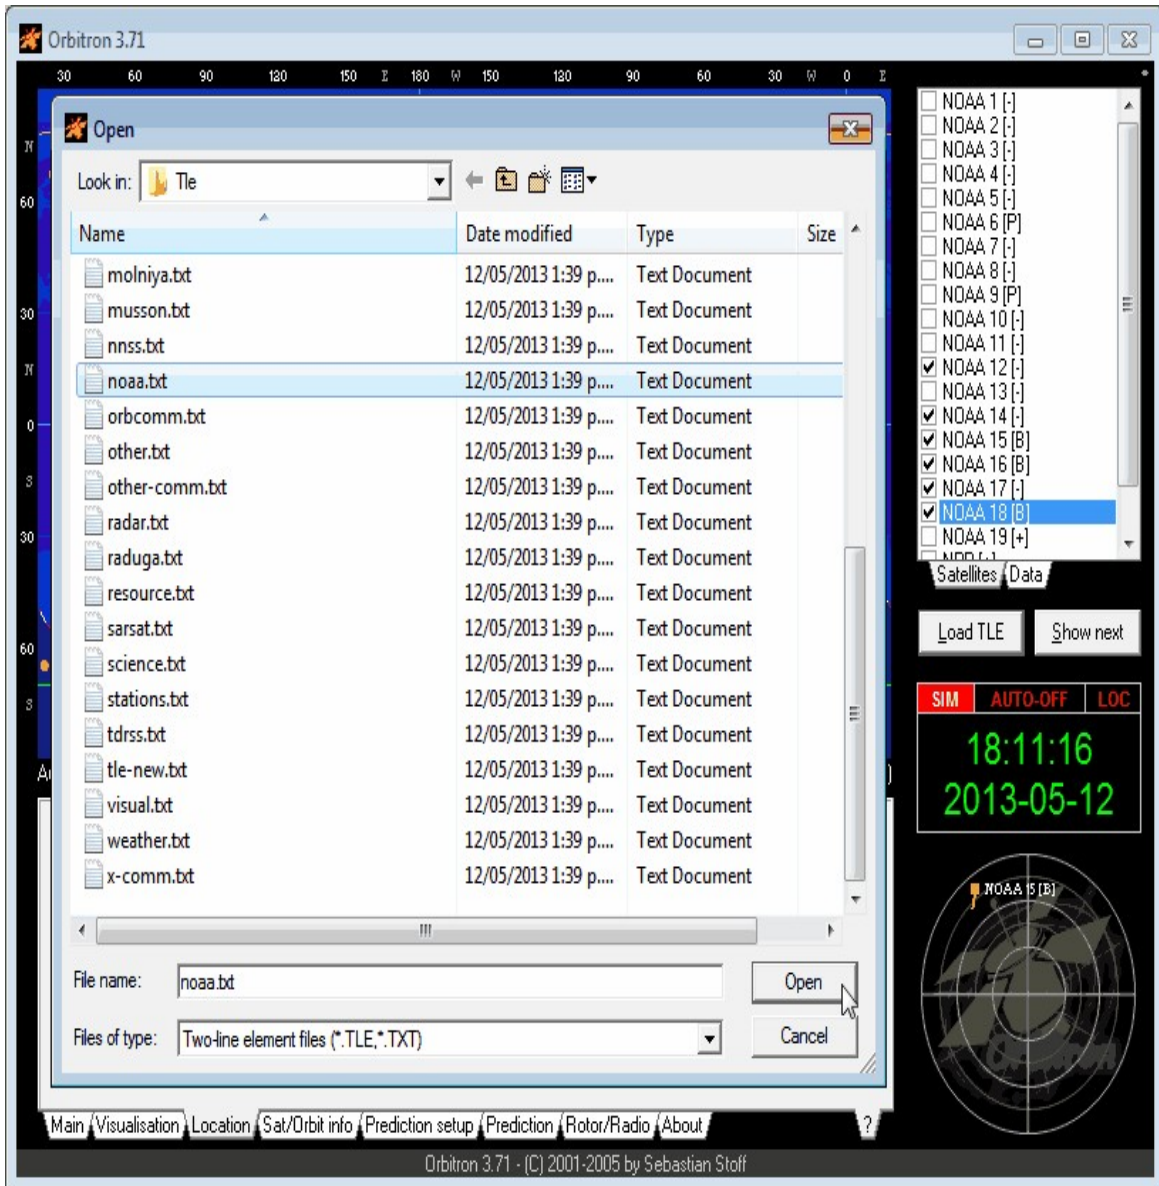 Orbitron 3.71
30 60 90 120 150 E 180 W 150 120 90 60 30 W 0 E
N
60
30
N
0
S
30
60
S
Open
Look in: Tle
Name Date modified Type Size
molniya.txt 12/05/2013 1:39 p.... Text Document
musson.txt 12/05/2013 1:39 p.... Text Document
nnss.txt 12/05/2013 1:39 p.... Text Document
noaa.txt 12/05/2013 1:39 p.... Text Document
orbcomm.txt 12/05/2013 1:39 p.... Text Document
other.txt 12/05/2013 1:39 p.... Text Document
other-comm.txt 12/05/2013 1:39 p.... Text Document
radar.txt 12/05/2013 1:39 p.... Text Document
raduga.txt 12/05/2013 1:39 p.... Text Document
resource.txt 12/05/2013 1:39 p.... Text Document
sarsat.txt 12/05/2013 1:39 p.... Text Document
science.txt 12/05/2013 1:39 p.... Text Document
stations.txt 12/05/2013 1:39 p.... Text Document
tdrss.txt 12/05/2013 1:39 p.... Text Document
tle-new.txt 12/05/2013 1:39 p.... Text Document
visual.txt 12/05/2013 1:39 p.... Text Document
weather.txt 12/05/2013 1:39 p.... Text Document
x-comm.txt 12/05/2013 1:39 p.... Text Document
File name: noaa.txt Open
Files of type: Two-line element files (*.TLE,*.TXT) Cancel
NOAA 1 [-]
NOAA 2 [-]
NOAA 3 [-]
NOAA 4 [-]
NOAA 5 [-]
NOAA 6 [P]
NOAA 7 [-]
NOAA 8 [-]
NOAA 9 [P]
NOAA 10 [-]
NOAA 11 [-]
NOAA 12 [-]
NOAA 13 [-]
NOAA 14 [-]
NOAA 15 [B]
NOAA 16 [B]
NOAA 17 [-]
NOAA 18 [B]
NOAA 19 [+]
Satellites Data
Load TLE Show next
SIM AUTO-OFF LOC
18:11:16
2013-05-12
NOAA 15 [B]
Orbitron
Main Visualisation Location Sat/Orbit info Prediction setup Prediction Rotor/Radio About ?
Orbitron 3.71 - (C) 2001-2005 by Sebastian Stoff